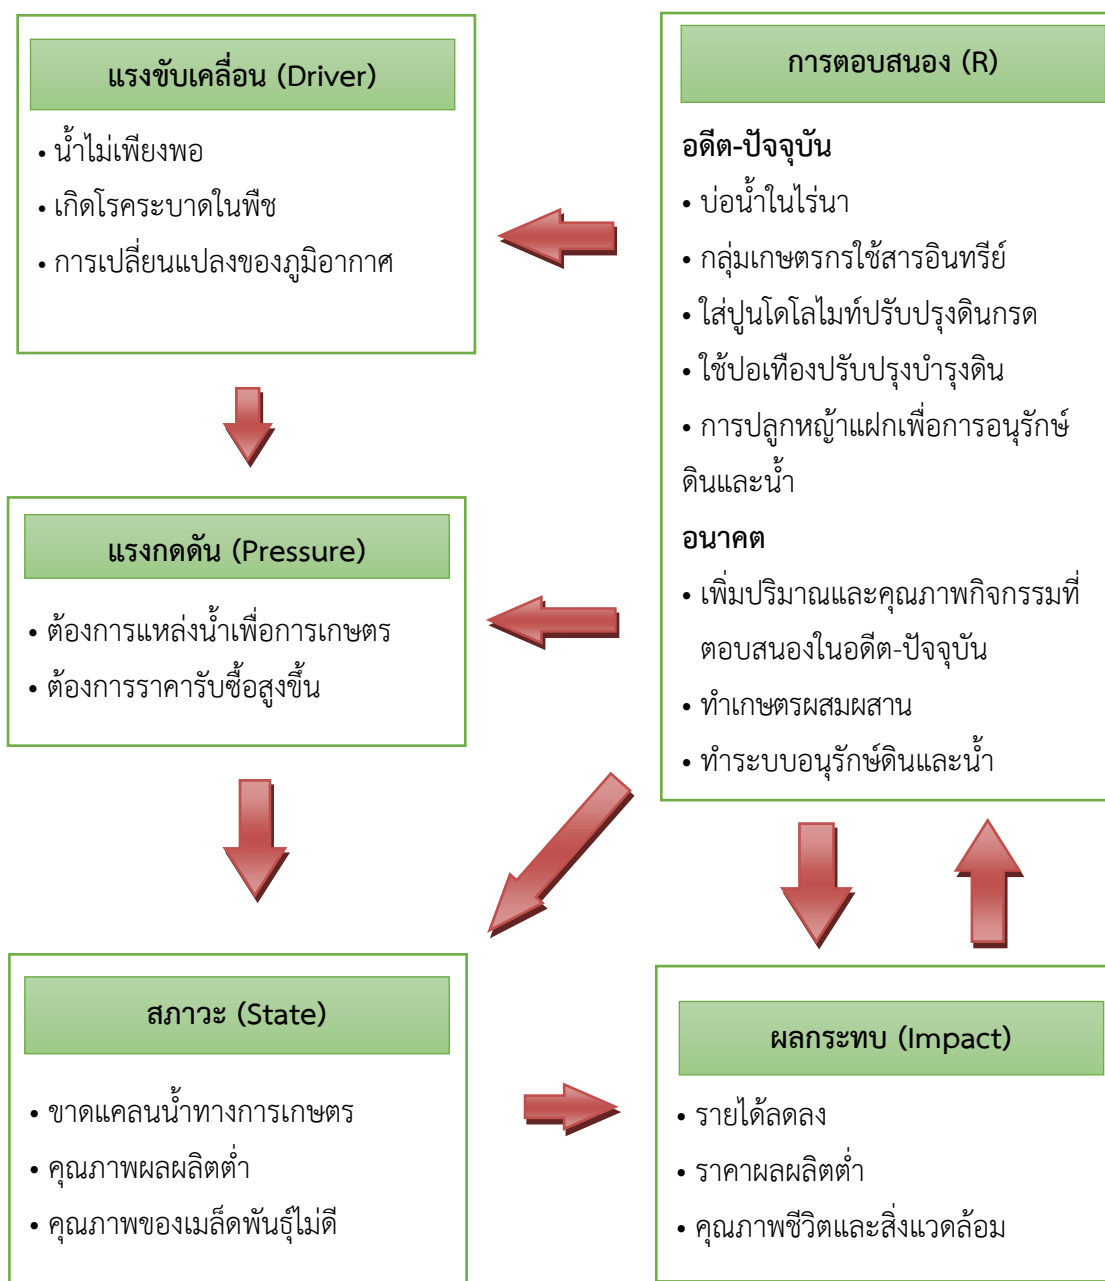 แรงขับเคลื่อน (Driver)
• น้ำไม่เพียงพอ
• เกิดโรคระบาดในพืช
• การเปลี่ยนแปลงของภูมิอากาศ
แรงกดดัน (Pressure)
• ต้องการแหล่งน้ำเพื่อการเกษตร
• ต้องการราคารับซื้อสูงขึ้น
สภาวะ (State)
• ขาดแคลนน้ำทางการเกษตร
• คุณภาพผลผลิตต่ำ
• คุณภาพของเมล็ดพันธุ์ไม่ดี
การตอบสนอง (R)
อดีต-ปัจจุบัน
• บ่อน้ำในไร่นา
• กลุ่มเกษตรกรใช้สารอินทรีย์
• ใส่ปูนโดโลไมท์ปรับปรุงดินกรด
• ใช้ปอเทืองปรับปรุงบำรุงดิน
• การปลูกหญ้าแฝกเพื่อการอนุรักษ์
ดินและน้ำ
อนาคต
• เพิ่มปริมาณและคุณภาพกิจกรรมที่
ตอบสนองในอดีต-ปัจจุบัน
• ทำเกษตรผสมผสาน
• ทำระบบอนุรักษ์ดินและน้ำ
ผลกระทบ (Impact)
• รายได้ลดลง
• ราคาผลผลิตต่ำ
• คุณภาพชีวิตและสิ่งแวดล้อม